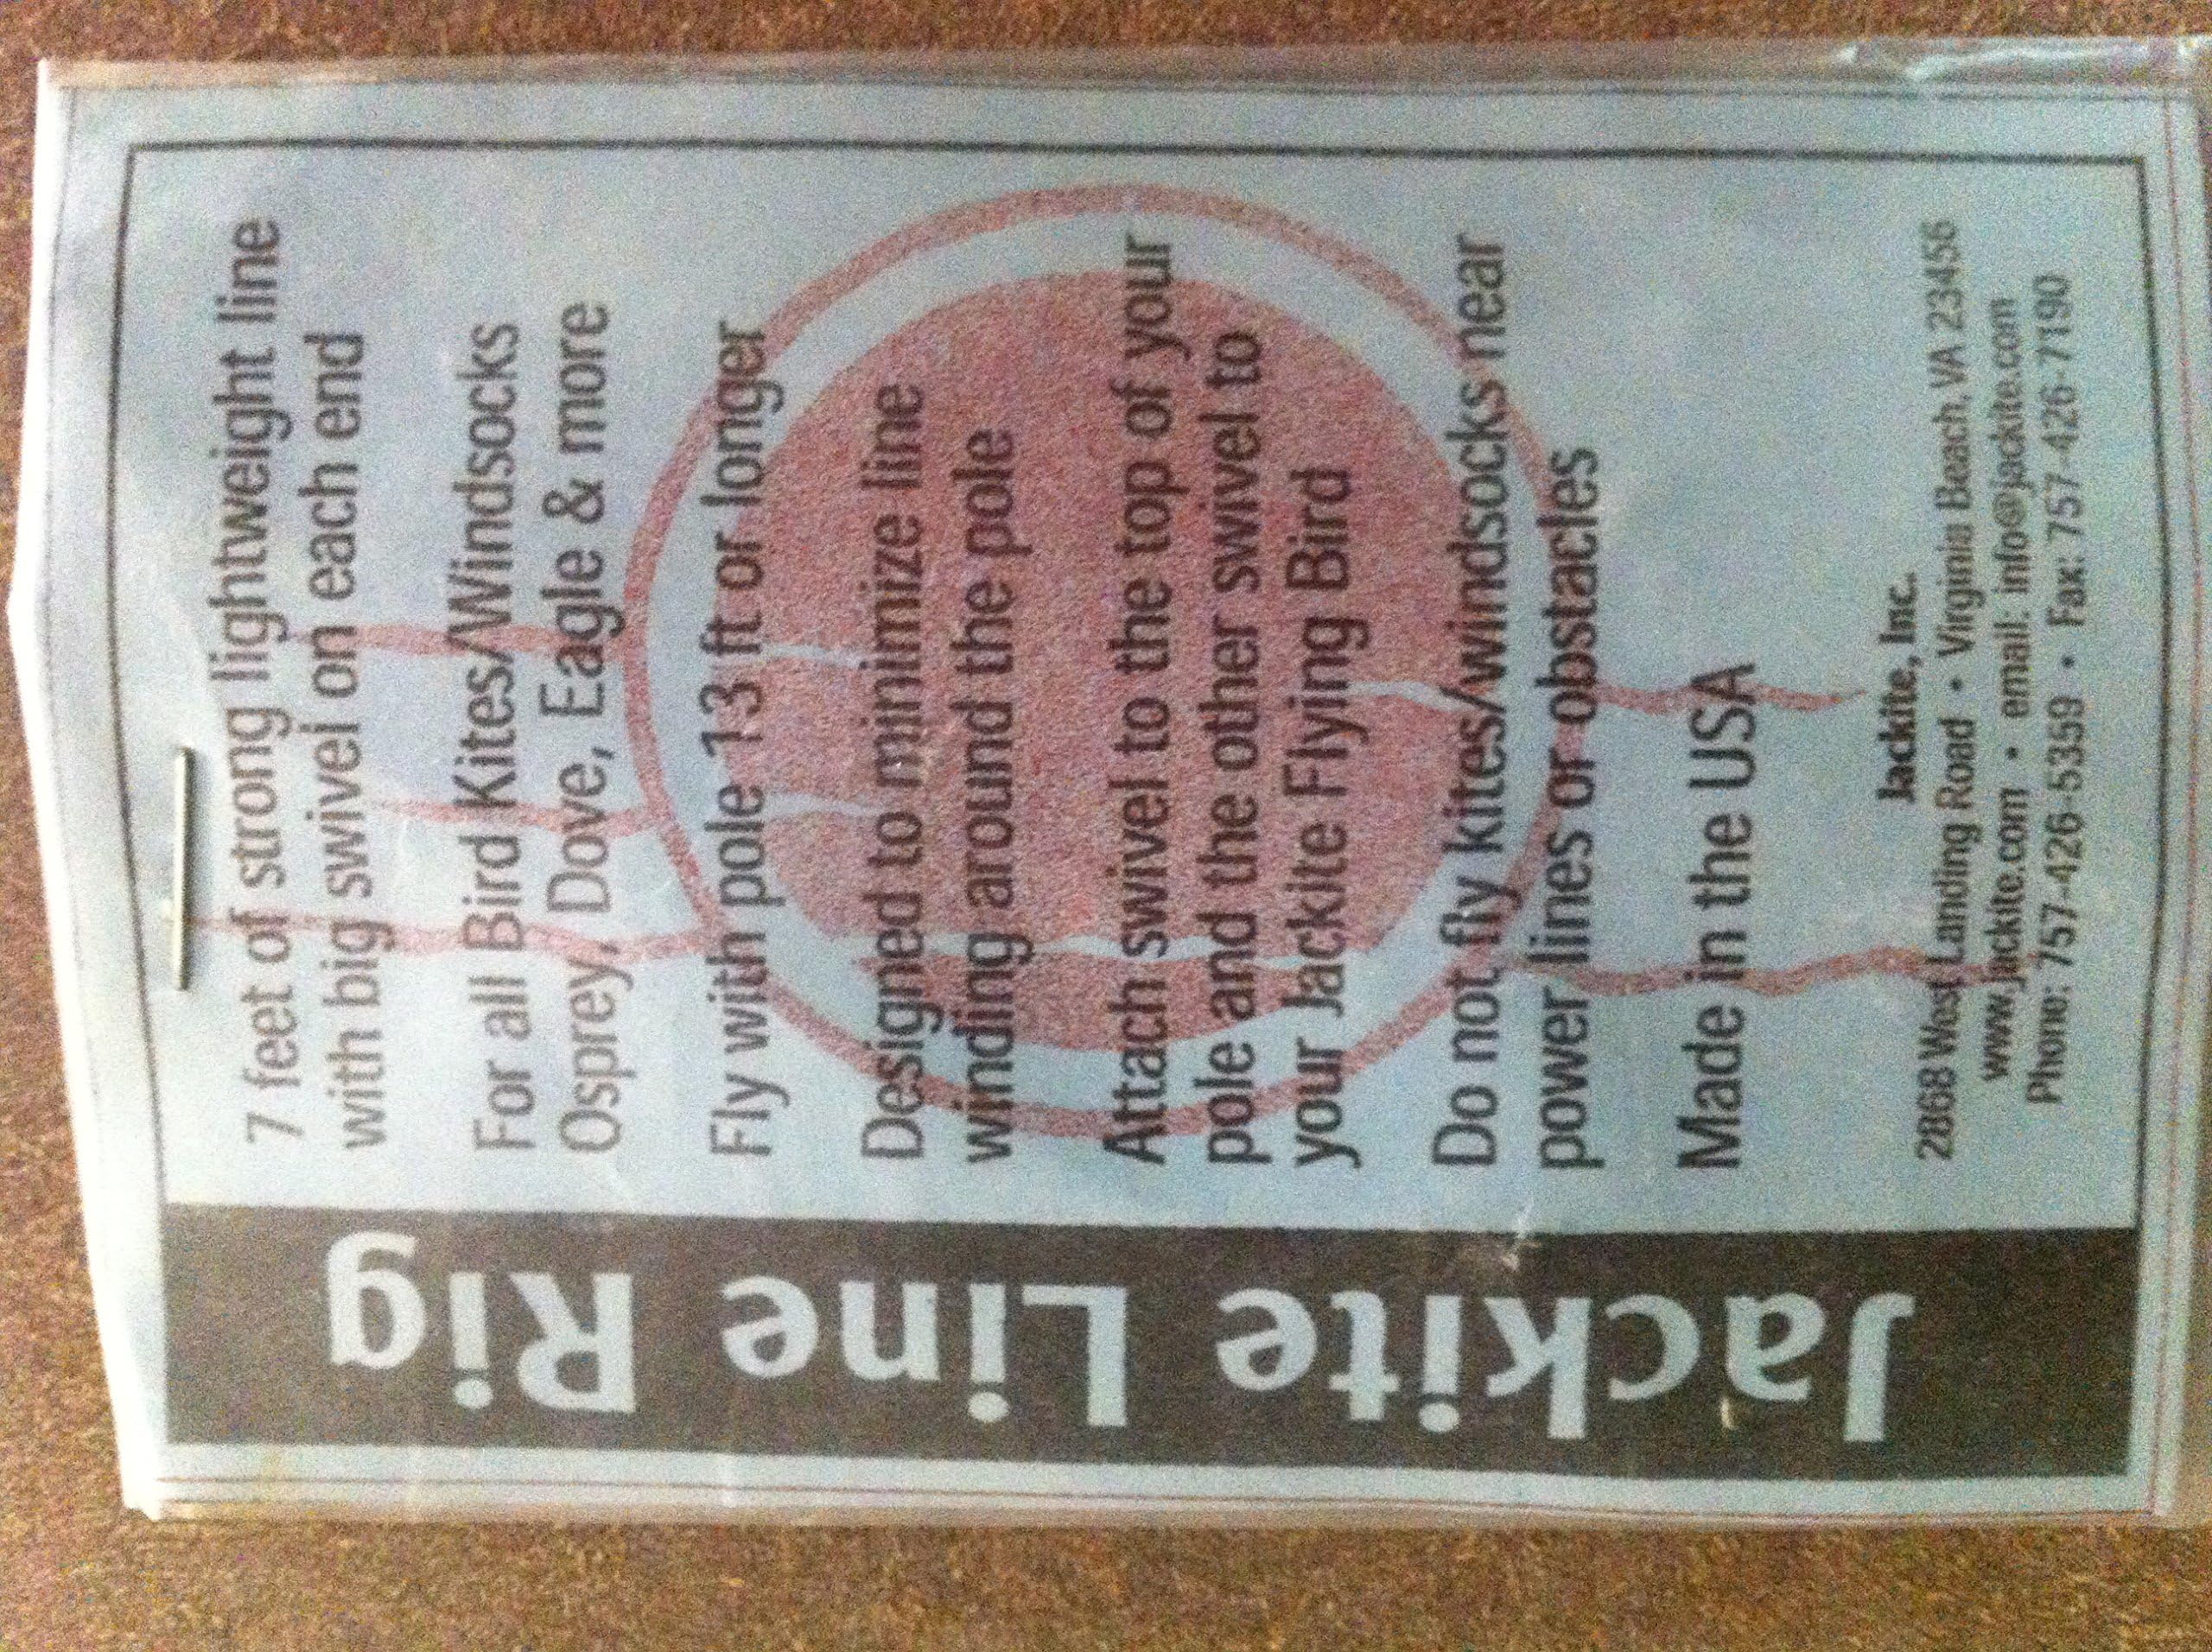 Jackite Line Rig
7 feet of strong lightweight line
with big swivel on each end
For all Bird Kites/Windsocks
Osprey, Dove, Eagle & more
Fly with pole 13 ft or longer
Designed to minimize line
winding around the pole
Attach swivel to the top of your
pole and the other swivel to
your Jackite Flying Bird
Do not fly kites/windsocks near
power lines or obstacles
Made in the USA
Jackite, Inc.
2868 West Landing Road • Virginia Beach, VA 23456
www.jackite.com • email: info@jackite.com
Phone: 757-426-5359 • Fax: 757-426-7190